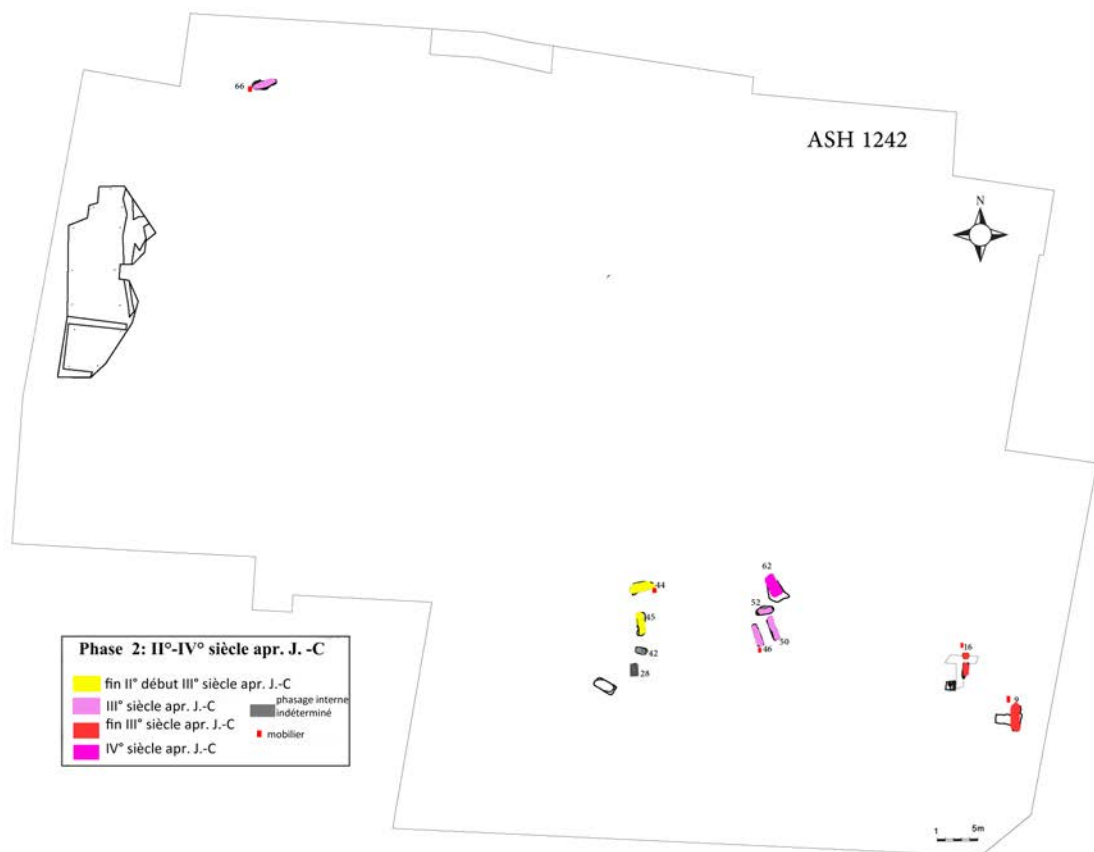 66
ASH 1242
N
62
44
52
45
50
42
46
16
28
9
Phase 2: II°-IV° siècle apr. J. -C
fin II° début III° siècle apr. J.-C
III° siècle apr. J.-C
fin III° siècle apr. J.-C
IV° siècle apr. J.-C
phasage interne
indéterminé
mobilier
1 5m